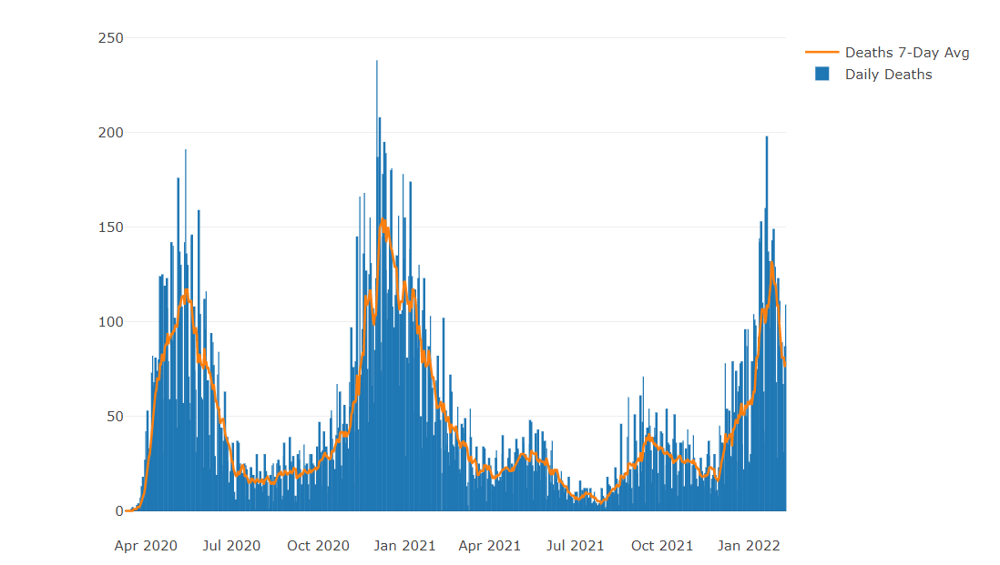 250
200
150
100
50
0
Apr 2020
Jul 2020
Oct 2020
Jan 2021
Apr 2021
Jul 2021
Oct 2021
Jan 2022
Deaths 7-Day Avg
Daily Deaths